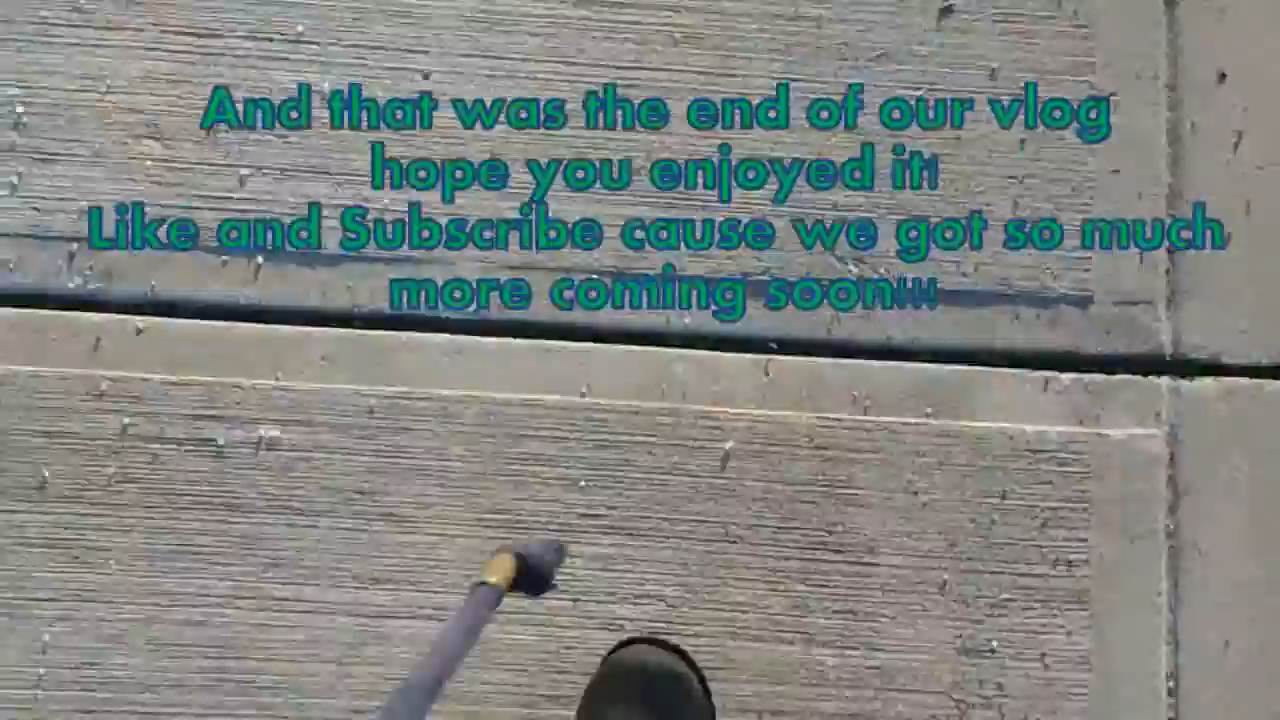 And that was the end of our vlog
hope you enjoyed it!
Like and Subscribe cause we got so much
more coming soon!!!